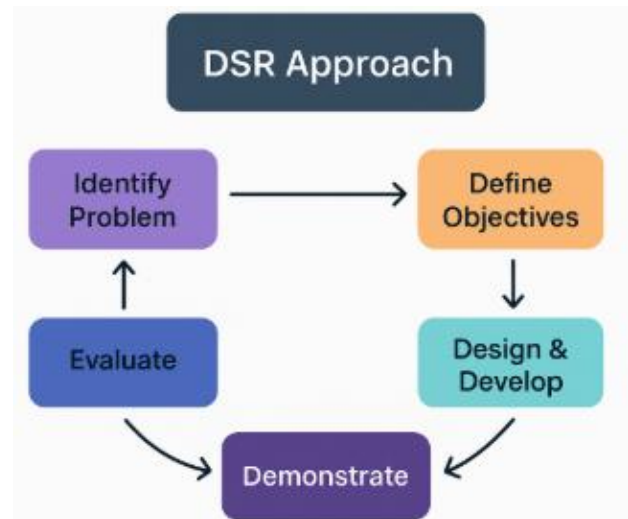 DSR Approach
Identify
Problem
Define
Objectives
Evaluate
Design &
Develop
Demonstrate